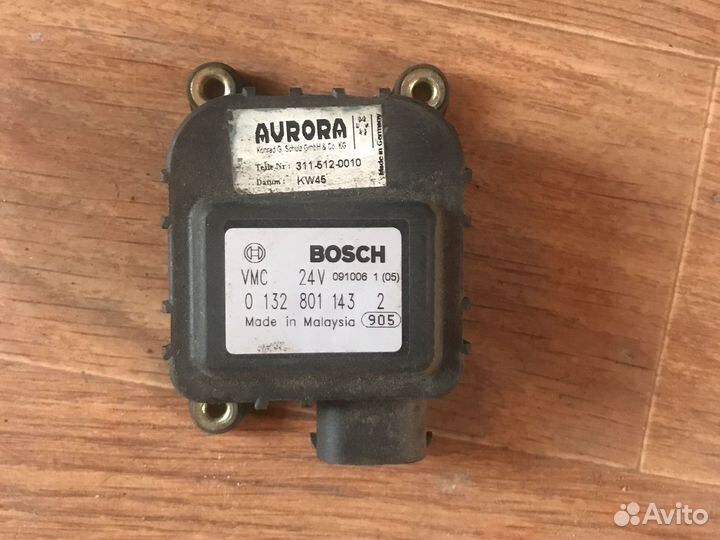 AURORA
Konrad G. Schulz GmbH & Co. KG
Teile Nr: 311-512-0010
Datum: KW45
Made in Germany
BOSCH
VMC 24V 091006 1 (05)
0 132 801 143 2
Made in Malaysia 905
Avito